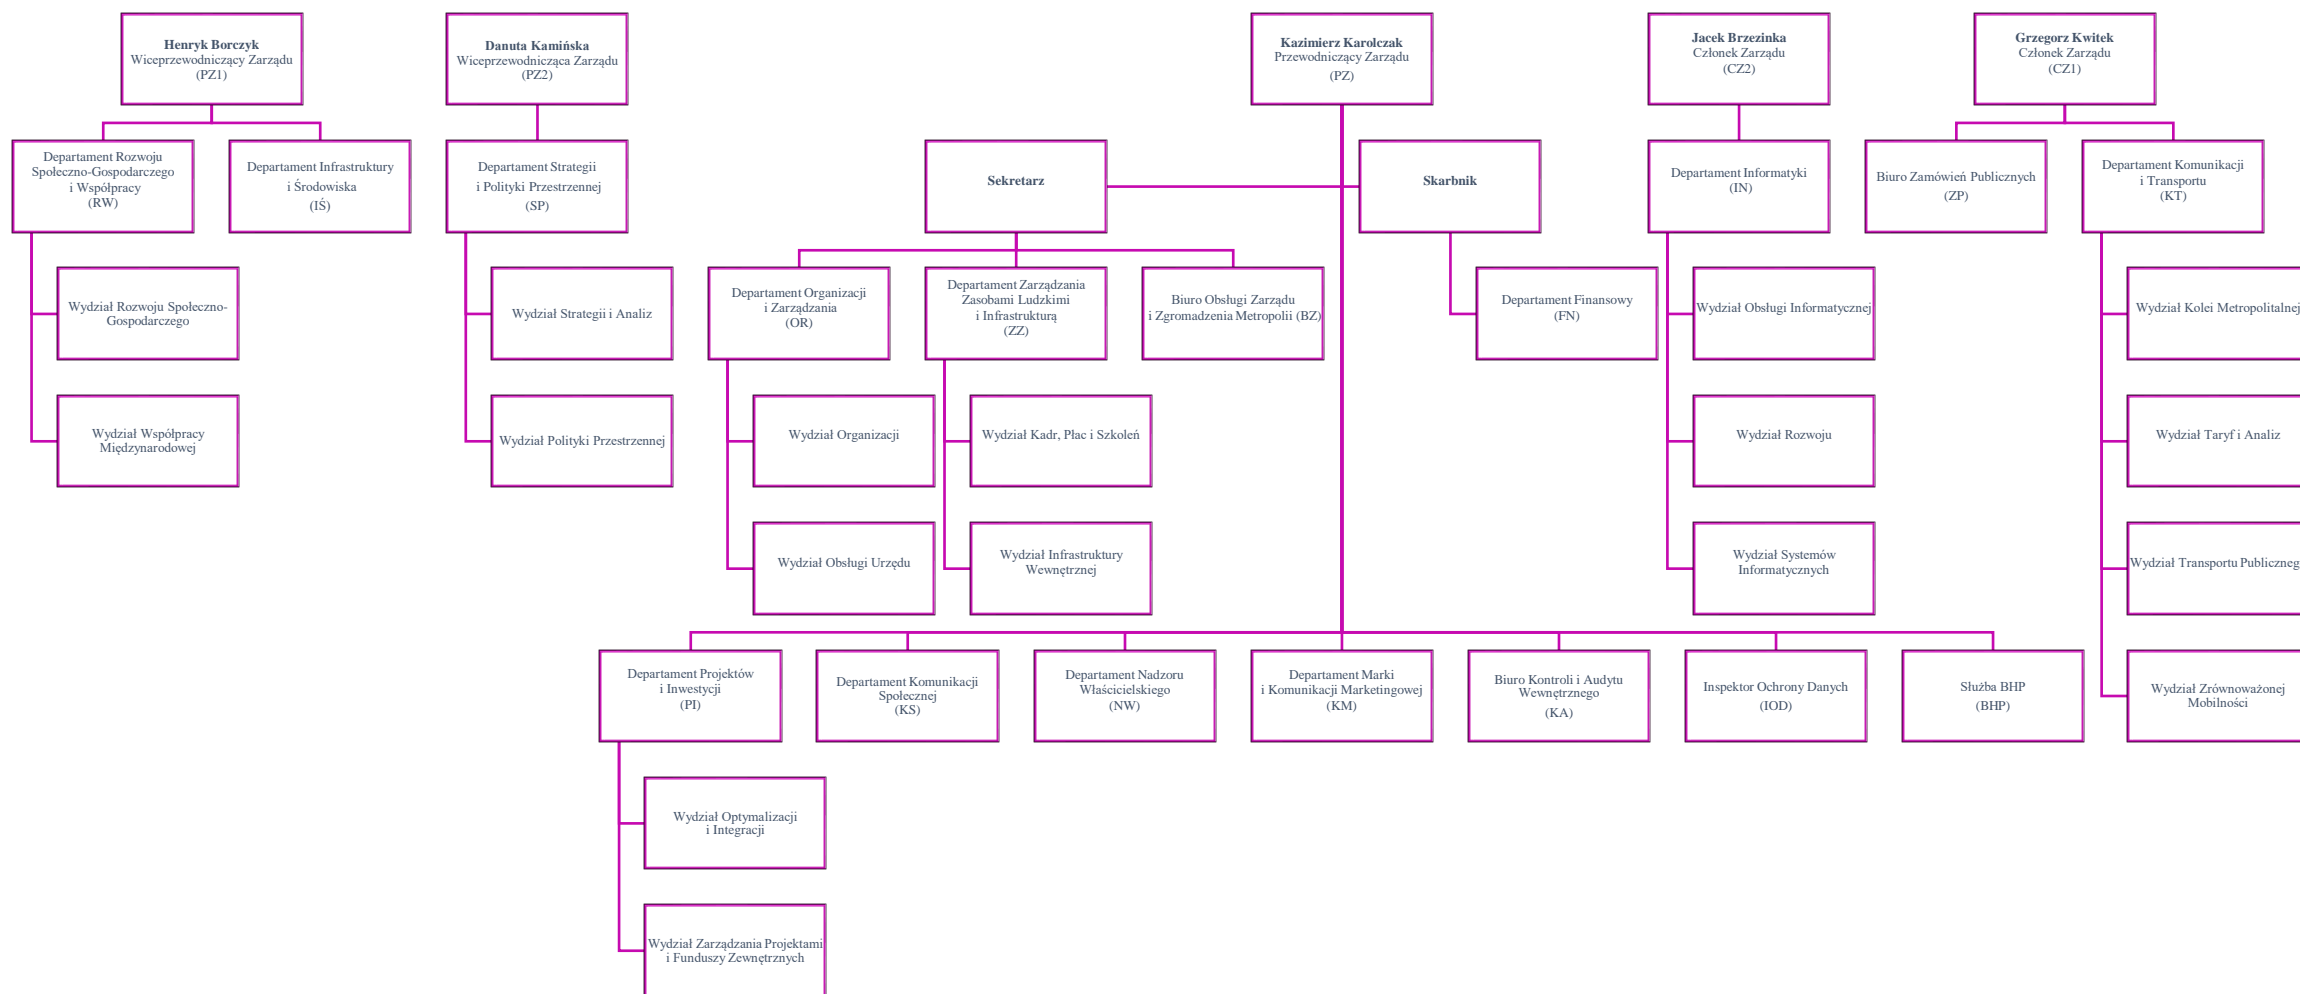 Henryk Borczyk
Wiceprzewodniczący Zarządu
(PZ1)
Danuta Kamińska
Wiceprzewodnicząca Zarządu
(PZ2)
Kazimierz Karolczak
Przewodniczący Zarządu
(PZ)
Jacek Brzezinka
Członek Zarządu
(CZ2)
Grzegorz Kwitek
Członek Zarządu
(CZ1)
Departament Rozwoju
Społeczno-Gospodarczego
i Współpracy
(RW)
Departament Infrastruktury
i Środowiska
(IŚ)
Departament Strategii
i Polityki Przestrzennej
(SP)
Sekretarz
Skarbnik
Departament Informatyki
(IN)
Biuro Zamówień Publicznych
(ZP)
Departament Komunikacji
i Transportu
(KT)
Wydział Rozwoju Społeczno-
Gospodarczego
Wydział Strategii i Analiz
Departament Organizacji
i Zarządzania
(OR)
Departament Zarządzania
Zasobami Ludzkimi
i Infrastrukturą
(ZZ)
Biuro Obsługi Zarządu
i Zgromadzenia Metropolii (BZ)
Departament Finansowy
(FN)
Wydział Obsługi Informatycznej
Wydział Kolei Metropolitalnej
Wydział Współpracy
Międzynarodowej
Wydział Polityki Przestrzennej
Wydział Organizacji
Wydział Kadr, Płac i Szkoleń
Wydział Rozwoju
Wydział Taryf i Analiz
Wydział Obsługi Urzędu
Wydział Infrastruktury
Wewnętrznej
Wydział Systemów
Informatycznych
Wydział Transportu Publiczneg
Departament Projektów
i Inwestycji
(PI)
Departament Komunikacji
Społecznej
(KS)
Departament Nadzoru
Właścicielskiego
(NW)
Departament Marki
i Komunikacji Marketingowej
(KM)
Biuro Kontroli i Audytu
Wewnętrznego
(KA)
Inspektor Ochrony Danych
(IOD)
Służba BHP
(BHP)
Wydział Zrównoważonej
Mobilności
Wydział Optymalizacji
i Integracji
Wydział Zarządzania Projektami
i Funduszy Zewnętrznych